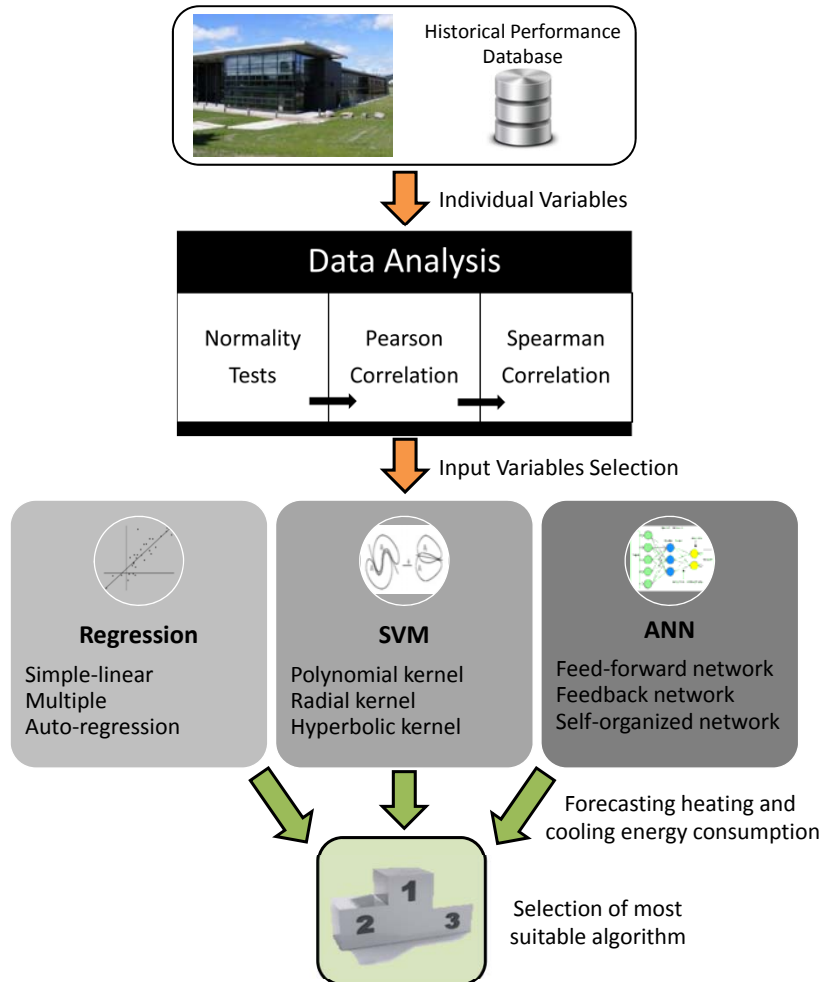 Historical Performance
Database
Individual Variables
Data Analysis
Normality
Tests
Pearson
Correlation
Spearman
Correlation
Input Variables Selection
Regression
Simple-linear
Multiple
Auto-regression
SVM
Polynomial kernel
Radial kernel
Hyperbolic kernel
ANN
Feed-forward network
Feedback network
Self-organized network
Forecasting heating and
cooling energy consumption
1
2
3
Selection of most
suitable algorithm